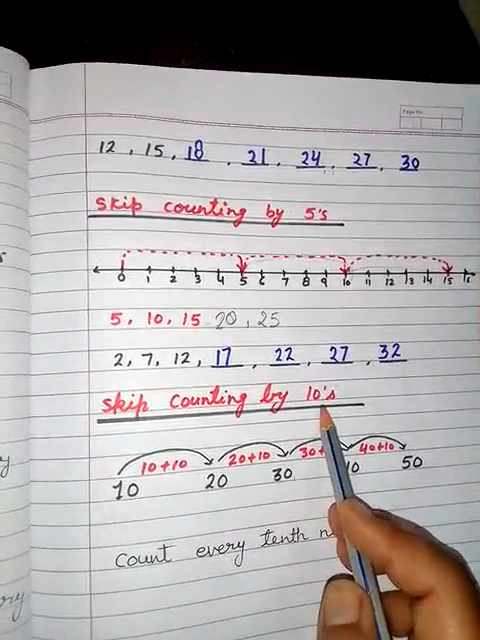 Page No.
12 , 15 , 18 , 21 , 24 , 27 , 30
Skip counting by 5's
0 1 2 3 4 5 6 7 8 9 10 11 12 13 14 15 16
5, 10, 15 20, 25
2, 7, 12, 17 , 22 , 27 , 32
Skip counting by 10's
10+10 20+10 30+ 40+10
10 20 30 50
Count every tenth